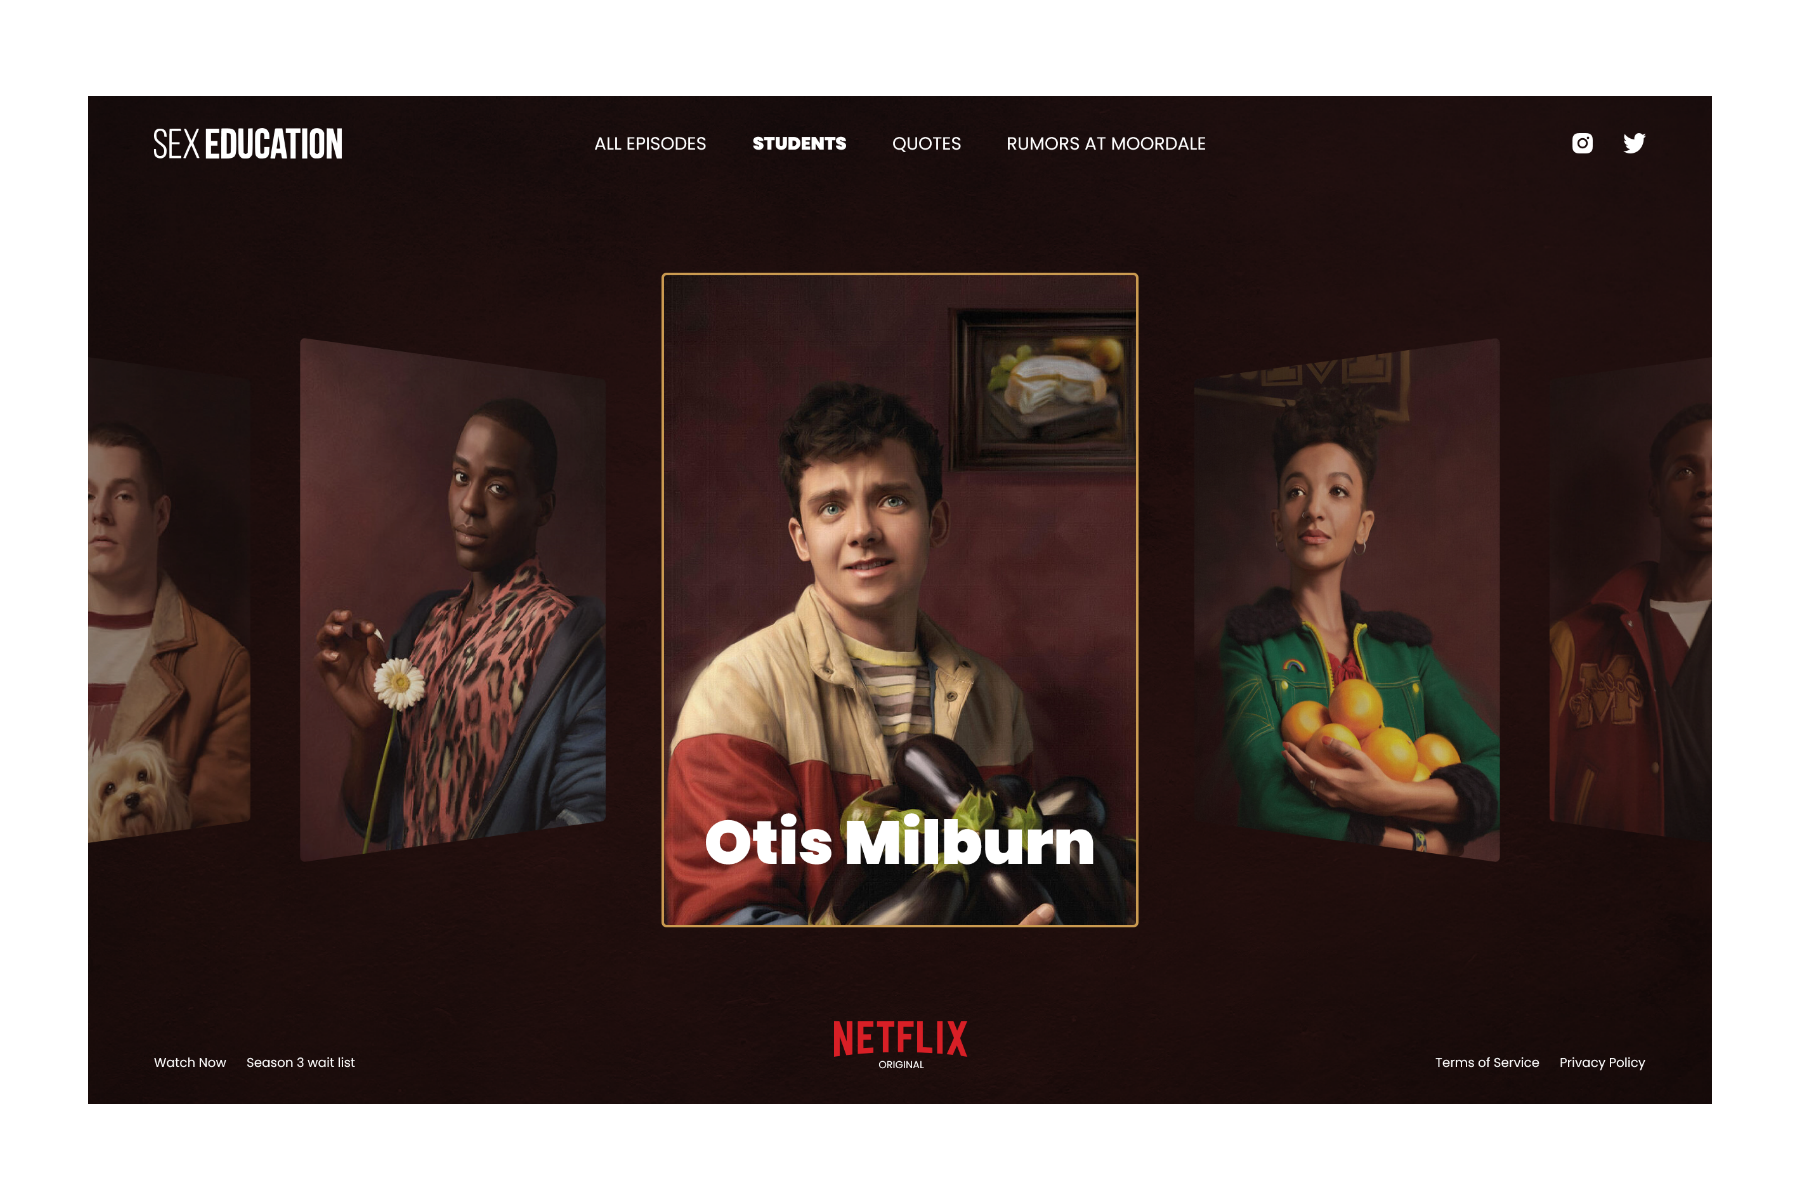 SEX EDUCATION
ALL EPISODES
STUDENTS
QUOTES
RUMORS AT MOORDALE
Otis Milburn
Watch Now
Season 3 wait list
NETFLIX
ORIGINAL
Terms of Service
Privacy Policy